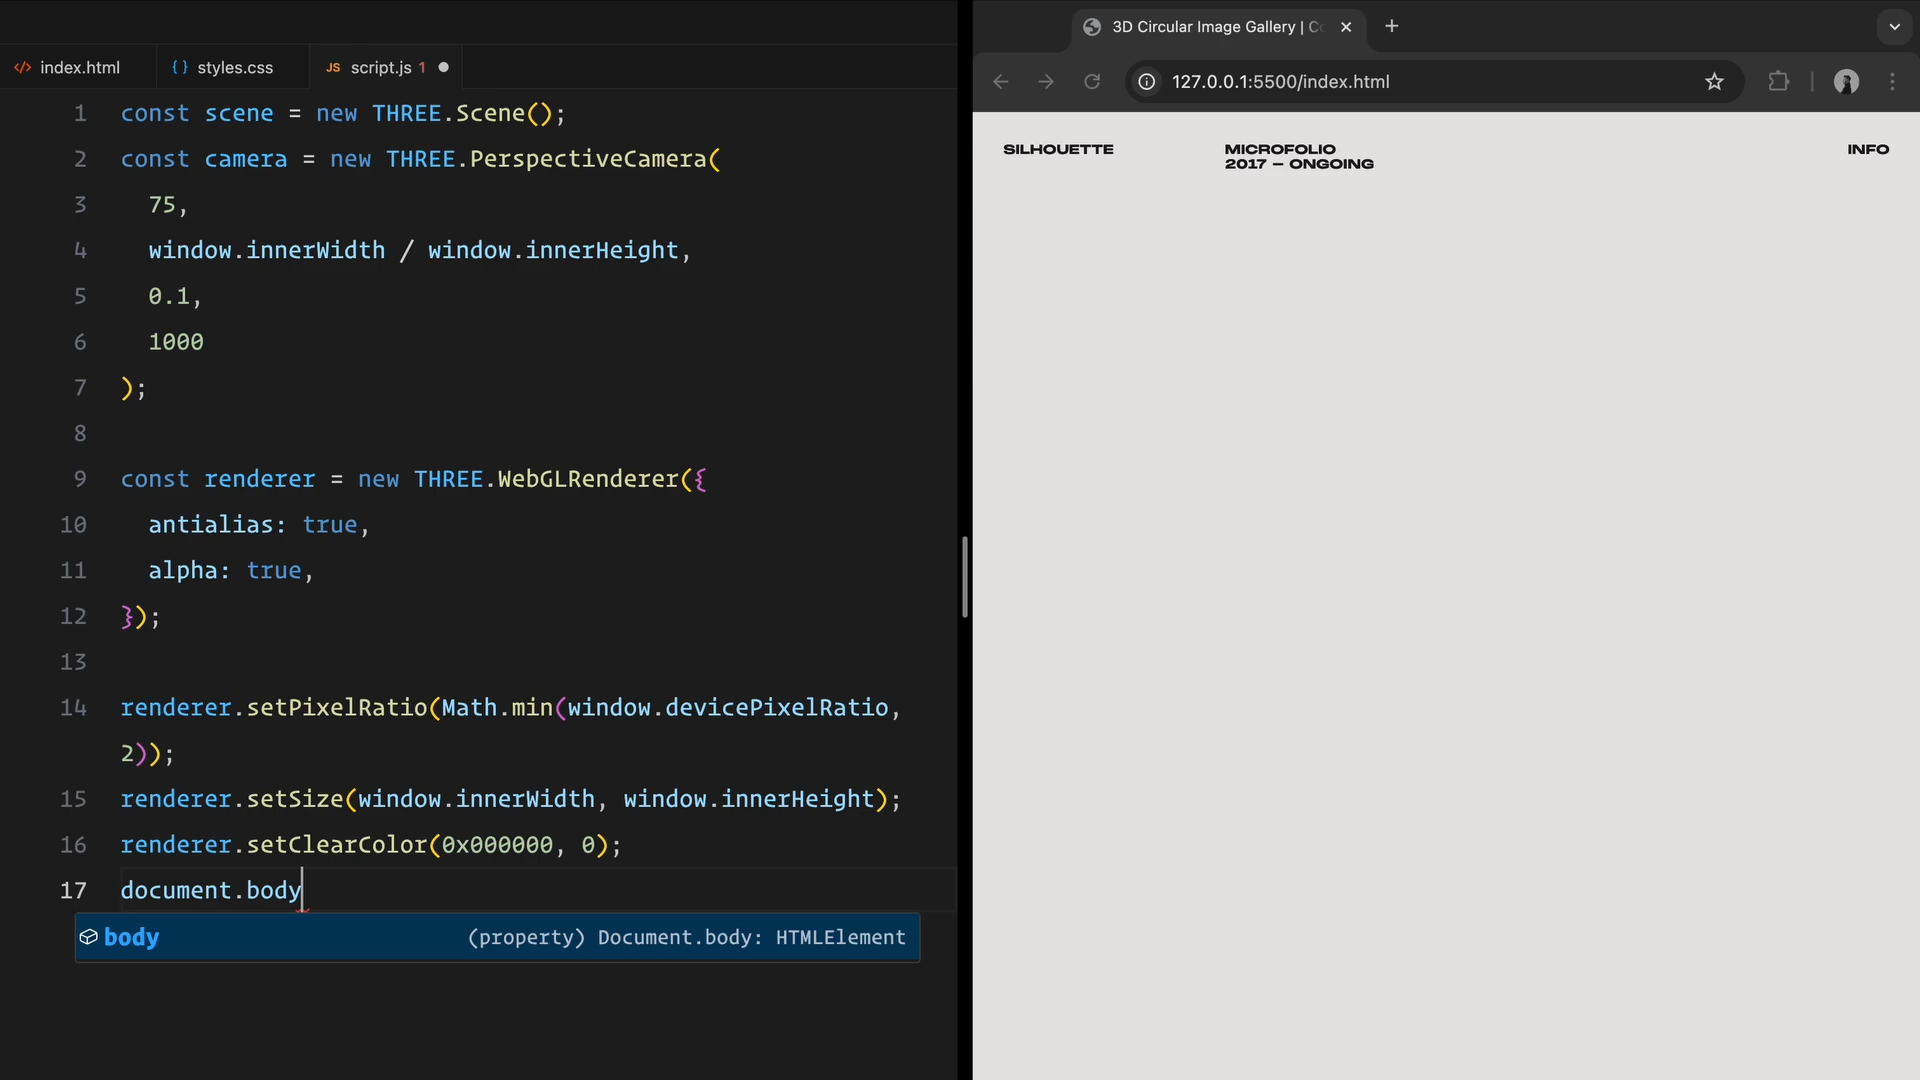 index.html
styles.css
JS script.js 1
1 const scene = new THREE.Scene();
2 const camera = new THREE.PerspectiveCamera(
3 75,
4 window.innerWidth / window.innerHeight,
5 0.1,
6 1000
7 );
8
9 const renderer = new THREE.WebGLRenderer({
10 antialias: true,
11 alpha: true,
12 });
13
14 renderer.setPixelRatio(Math.min(window.devicePixelRatio,
2));
15 renderer.setSize(window.innerWidth, window.innerHeight);
16 renderer.setClearColor(0x000000, 0);
17 document.body
body (property) Document.body: HTMLElement
3D Circular Image Gallery |
127.0.0.1:5500/index.html
SILHOUETTE
MICROFOLIO
2017 — ONGOING
INFO